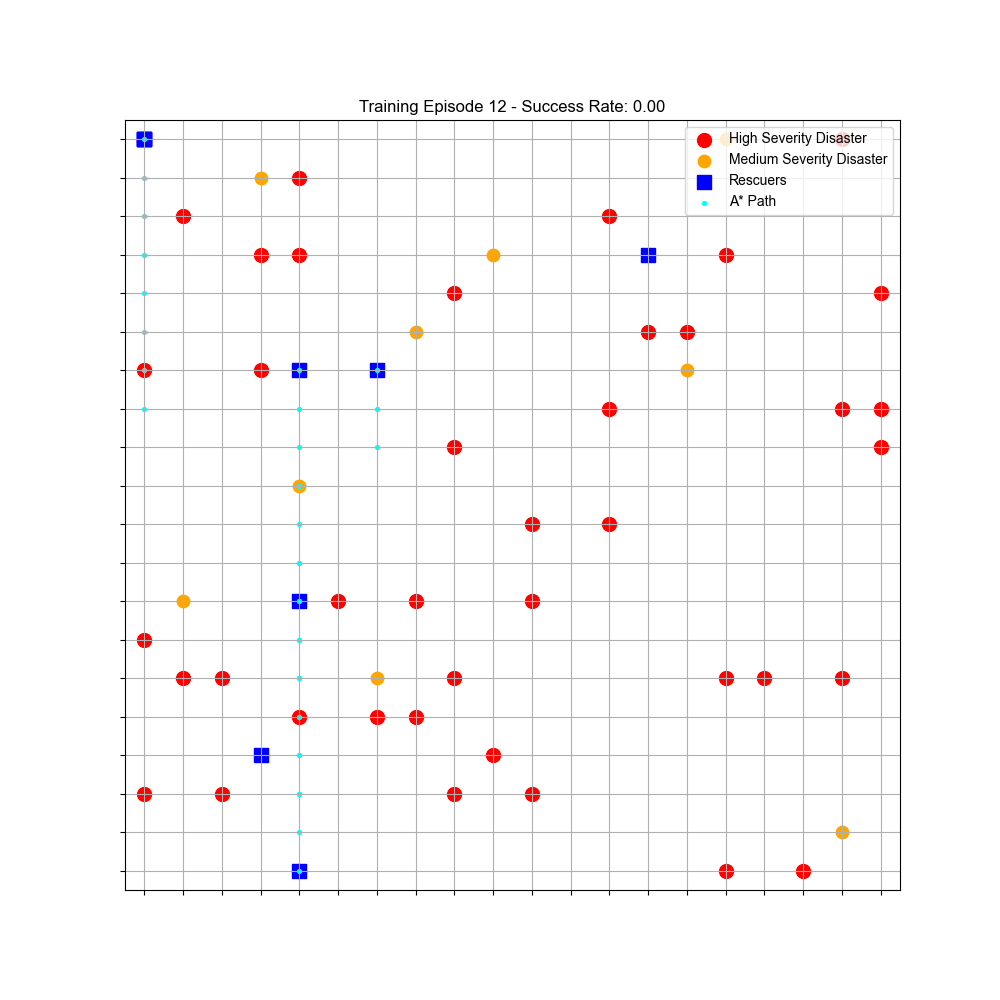 Training Episode 12 - Success Rate: 0.00
High Severity Disaster
Medium Severity Disaster
Rescuers
A* Path